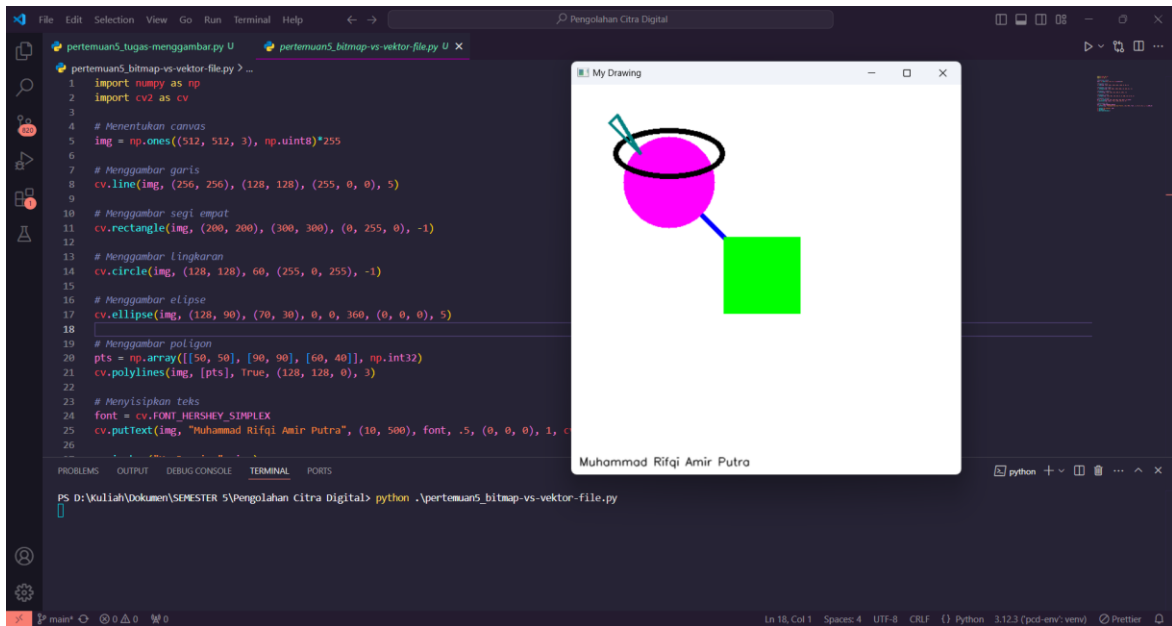 File Edit Selection View Go Run Terminal Help
Pengolahan Citra Digital
pertemuan5_tugas-menggambar.py U
pertemuan5_bitmap-vs-vektor-file.py U
pertemuan5_bitmap-vs-vektor-file.py > ...
1 import numpy as np
2 import cv2 as cv
3
4 # Menentukan canvas
5 img = np.ones((512, 512, 3), np.uint8)*255
6
7 # Menggambar garis
8 cv.line(img, (256, 256), (128, 128), (255, 0, 0), 5)
9
10 # Menggambar segi empat
11 cv.rectangle(img, (200, 200), (300, 300), (0, 255, 0), -1)
12
13 # Menggambar lingkaran
14 cv.circle(img, (128, 128), 60, (255, 0, 255), -1)
15
16 # Menggambar elipse
17 cv.ellipse(img, (128, 90), (70, 30), 0, 0, 360, (0, 0, 0), 5)
18
19 # Menggambar poligon
20 pts = np.array([[50, 50], [90, 90], [60, 40]], np.int32)
21 cv.polylines(img, [pts], True, (128, 128, 0), 3)
22
23 # Menyisipkan teks
24 font = cv.FONT_HERSHEY_SIMPLEX
25 cv.putText(img, "Muhammad Rifqi Amir Putra", (10, 500), font, .5, (0, 0, 0), 1, c
26
My Drawing
Muhammad Rifqi Amir Putra
820
1
PROBLEMS OUTPUT DEBUG CONSOLE TERMINAL PORTS
python
PS D:\Kuliah\Dokumen\SEMESTER 5\Pengolahan Citra Digital> python .\pertemuan5_bitmap-vs-vektor-file.py
main* 0 0 0
Ln 18, Col 1 Spaces: 4 UTF-8 CRLF {} Python 3.12.3 ('pcd-env': venv) Prettier